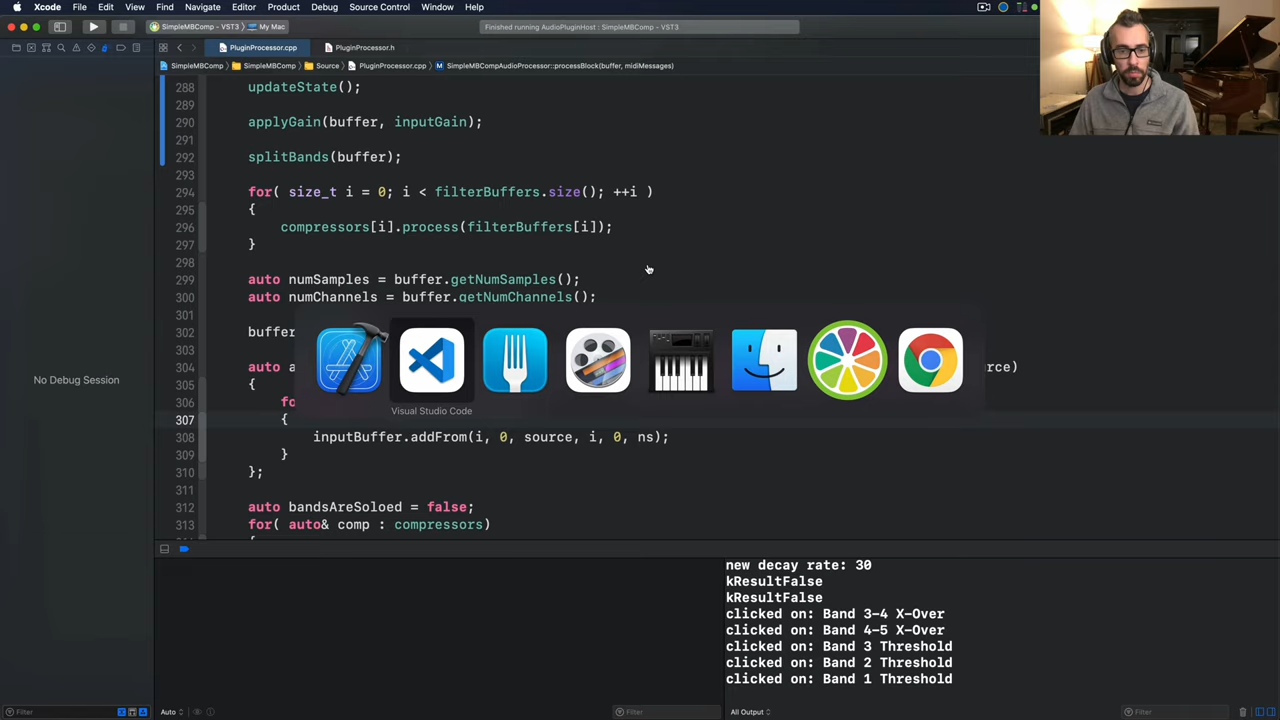 Xcode File Edit View Find Navigate Editor Product Debug Source Control Window Help
SimpleMBComp - VST3 My Mac
Finished running AudioPluginHost : SimpleMBComp - VST3
PluginProcessor.cpp PluginProcessor.h
SimpleMBComp SimpleMBComp Source PluginProcessor.cpp M SimpleMBCompAudioProcessor::processBlock(buffer, midiMessages)
288 updateState();
289
290 applyGain(buffer, inputGain);
291
292 splitBands(buffer);
293
294 for( size_t i = 0; i < filterBuffers.size(); ++i )
295 {
296 compressors[i].process(filterBuffers[i]);
297 }
298
299 auto numSamples = buffer.getNumSamples();
300 auto numChannels = buffer.getNumChannels();
301
302 buffer
303
304 auto a urce)
305 {
306 fo
307 {
308 inputBuffer.addFrom(i, 0, source, i, 0, ns);
309 }
310 };
311
312 auto bandsAreSoloed = false;
313 for( auto& comp : compressors)
Visual Studio Code
No Debug Session
new decay rate: 30
kResultFalse
kResultFalse
clicked on: Band 3-4 X-Over
clicked on: Band 4-5 X-Over
clicked on: Band 3 Threshold
clicked on: Band 2 Threshold
clicked on: Band 1 Threshold
Filter Auto Filter All Output Filter